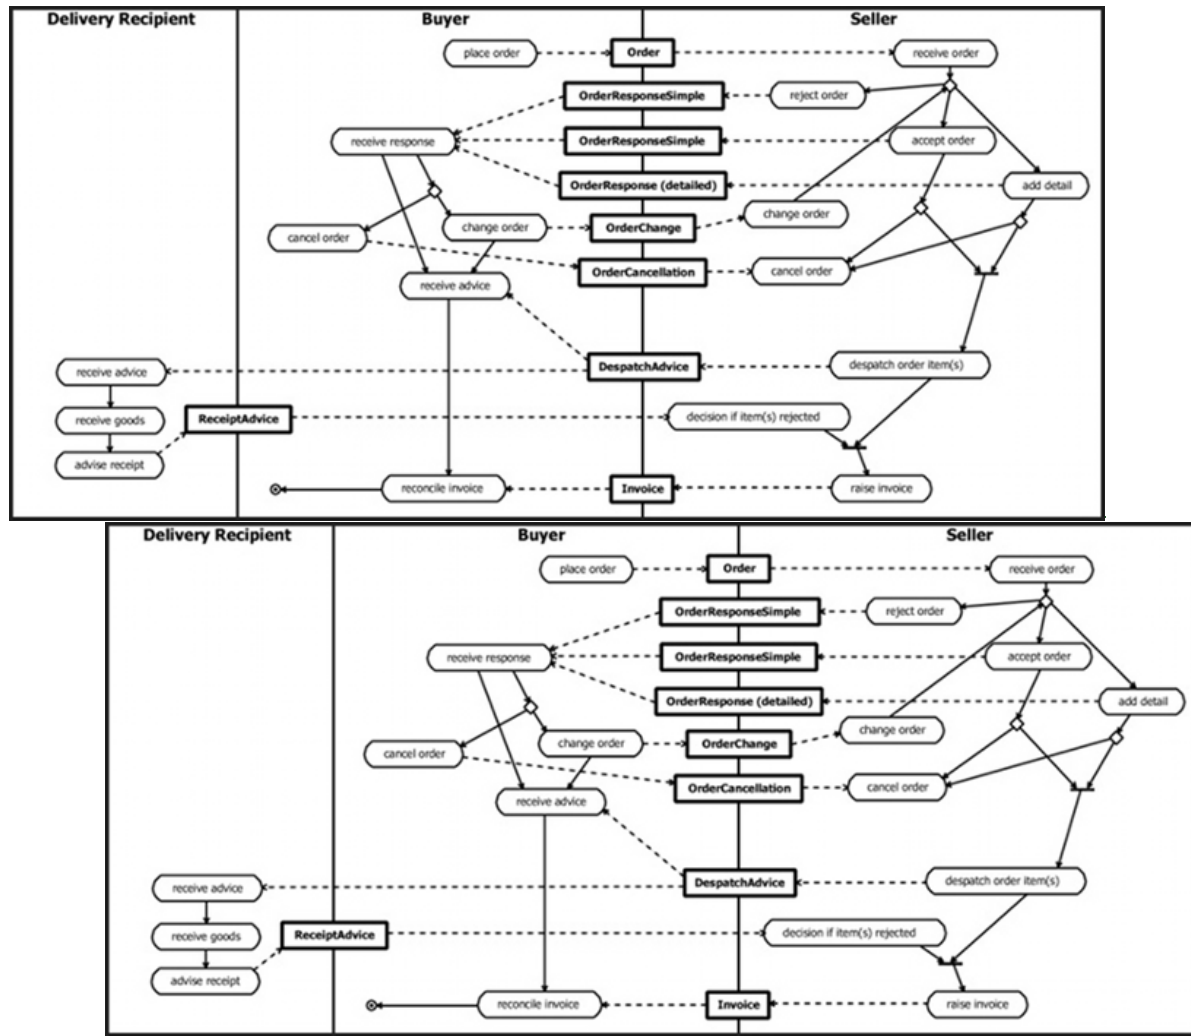 Delivery Recipient
Buyer
Seller
place order
Order
receive order
OrderResponseSimple
reject order
receive response
OrderResponseSimple
accept order
OrderResponse (detailed)
add detail
cancel order
change order
OrderChange
change order
OrderCancellation
cancel order
receive advice
receive advice
DespatchAdvice
despatch order item(s)
receive goods
ReceiptAdvice
decision if item(s) rejected
advise receipt
reconcile invoice
Invoice
raise invoice
Delivery Recipient
Buyer
Seller
place order
Order
receive order
OrderResponseSimple
reject order
receive response
OrderResponseSimple
accept order
OrderResponse (detailed)
add detail
cancel order
change order
OrderChange
change order
OrderCancellation
cancel order
receive advice
receive advice
DespatchAdvice
despatch order item(s)
receive goods
ReceiptAdvice
decision if item(s) rejected
advise receipt
reconcile invoice
Invoice
raise invoice